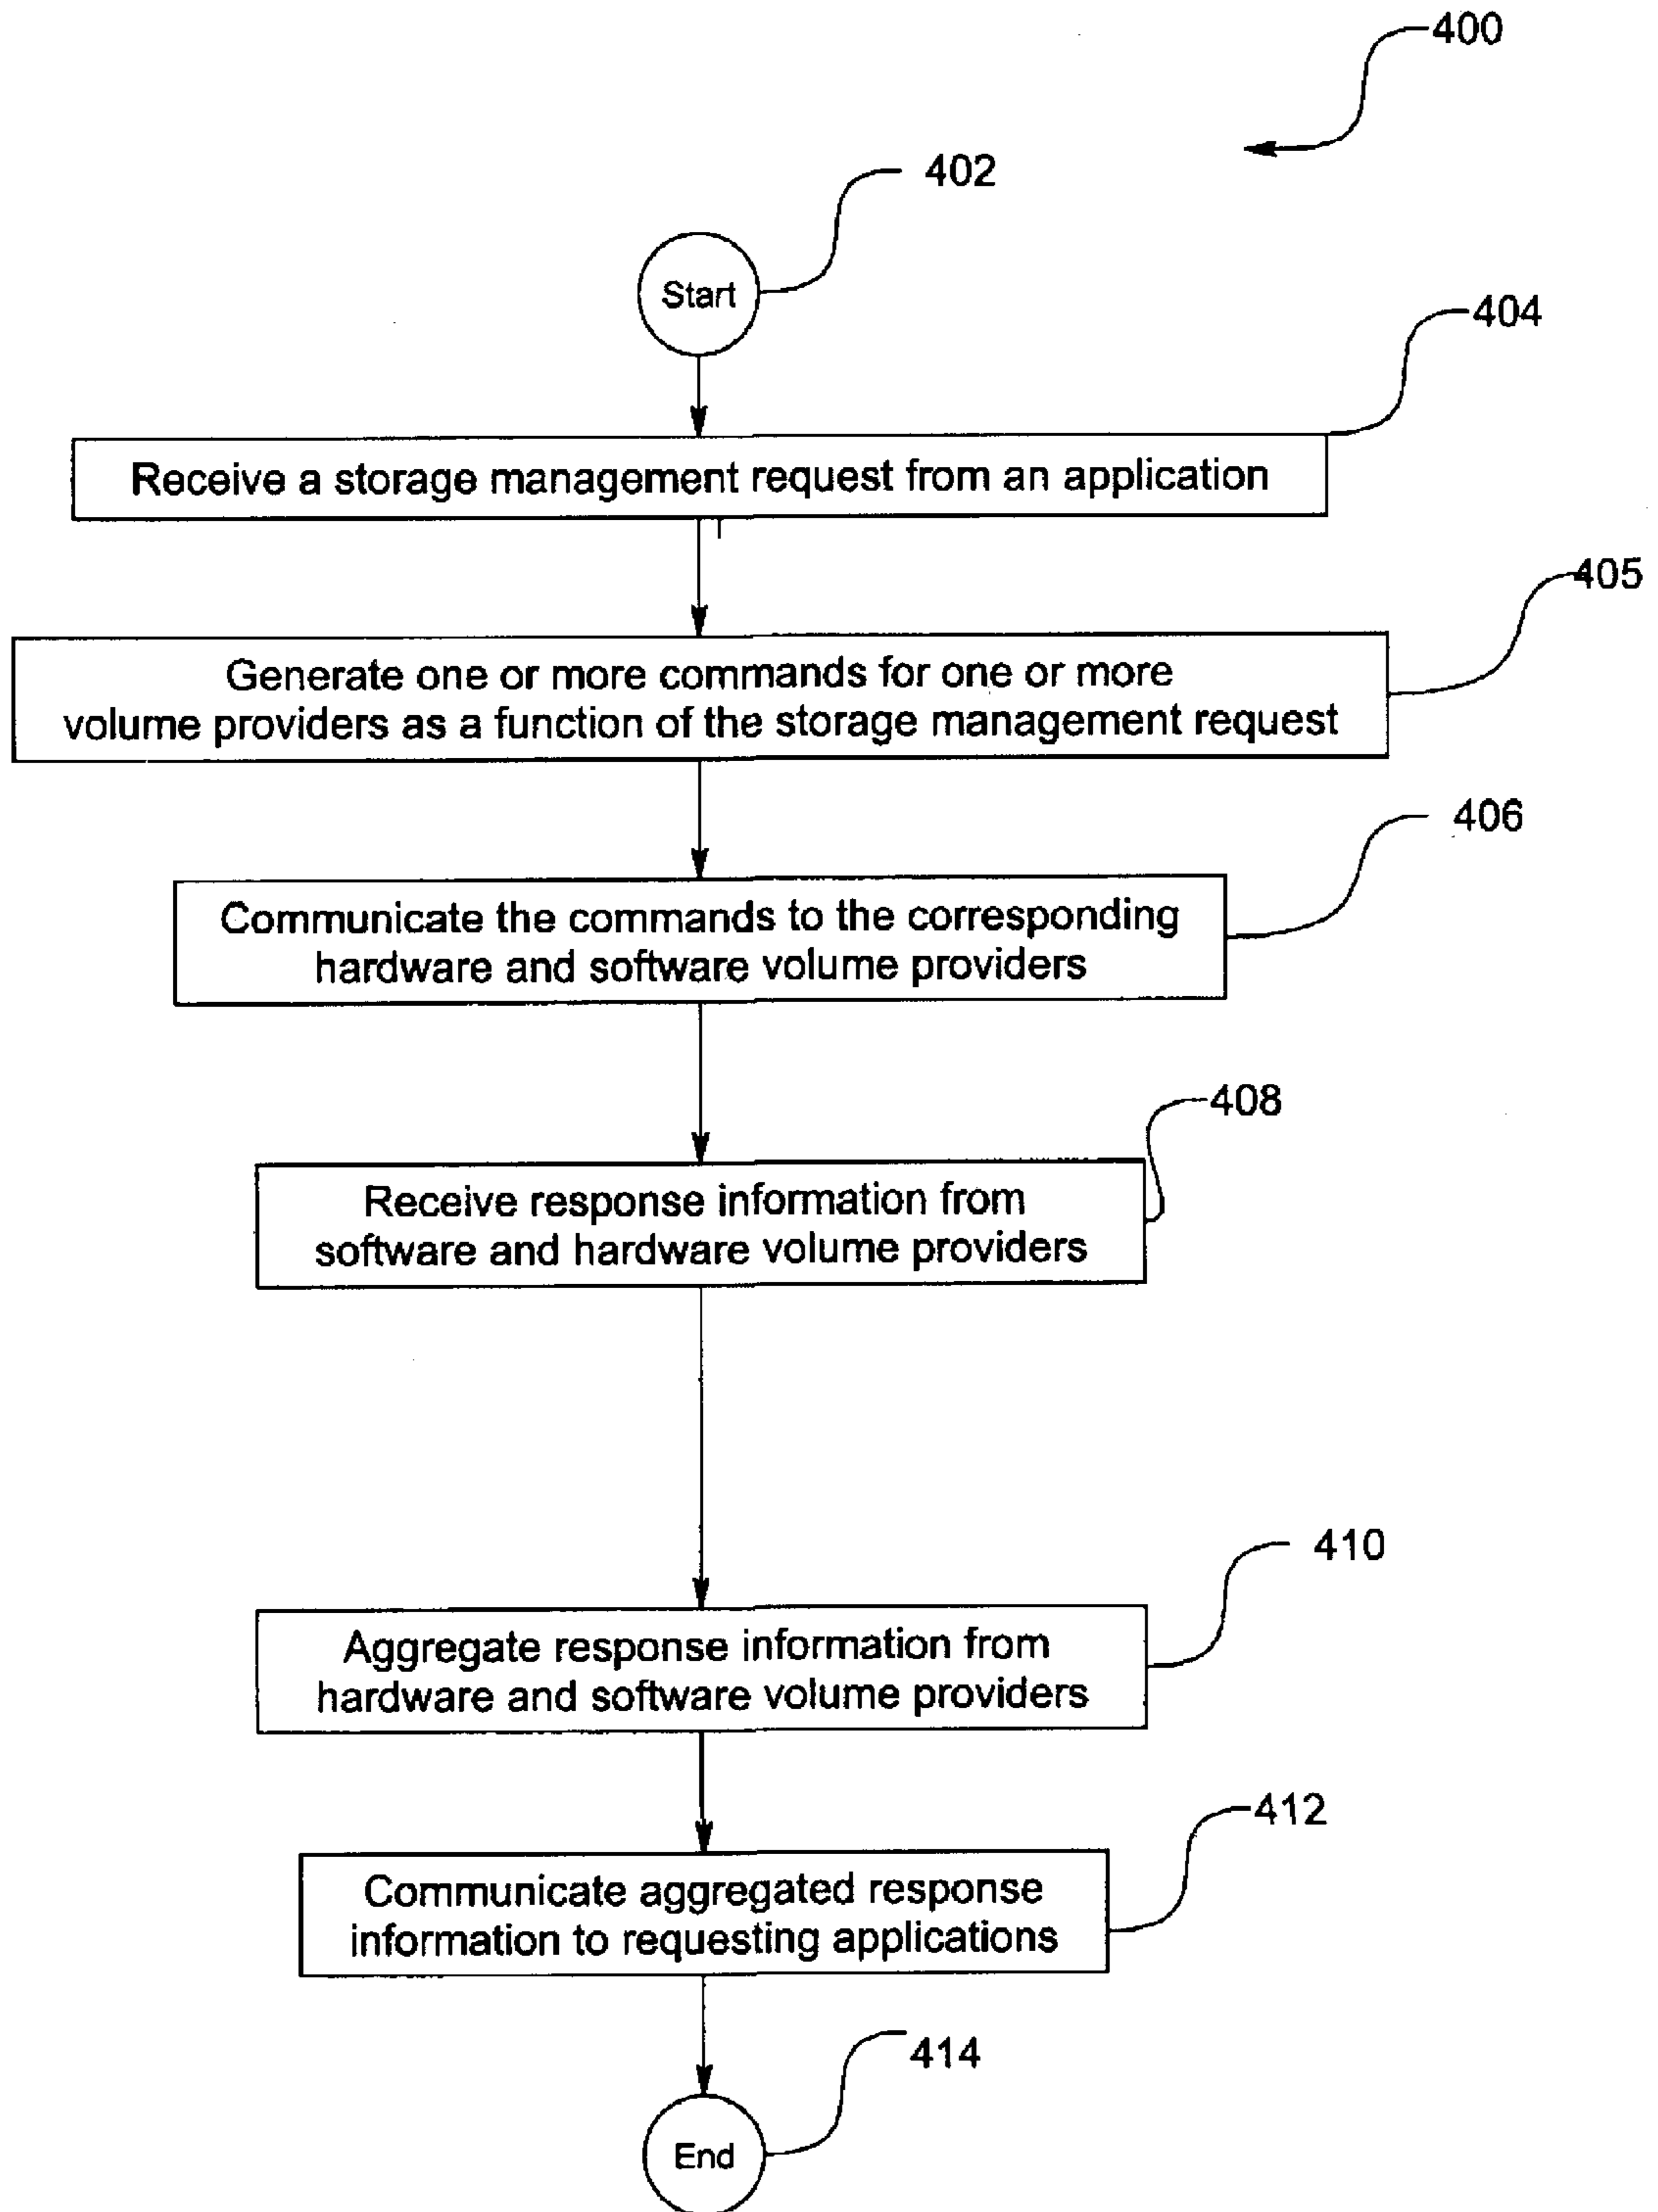 400
402
Start
404
Receive a storage management request from an application
405
Generate one or more commands for one or more
volume providers as a function of the storage management request
406
Communicate the commands to the corresponding
hardware and software volume providers
408
Receive response information from
software and hardware volume providers
410
Aggregate response information from
hardware and software volume providers
412
Communicate aggregated response
information to requesting applications
414
End